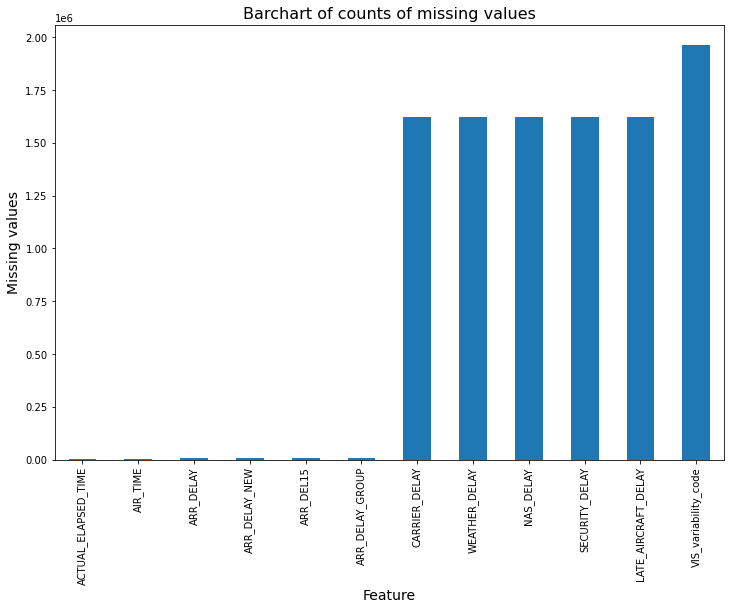 Barchart of counts of missing values
1e6
2.00
1.75
1.50
1.25
1.00
0.75
0.50
0.25
0.00
Missing values
ACTUAL_ELAPSED_TIME
AIR_TIME
ARR_DELAY
ARR_DELAY_NEW
ARR_DEL15
ARR_DELAY_GROUP
CARRIER_DELAY
WEATHER_DELAY
NAS_DELAY
SECURITY_DELAY
LATE_AIRCRAFT_DELAY
VIS_variability_code
Feature